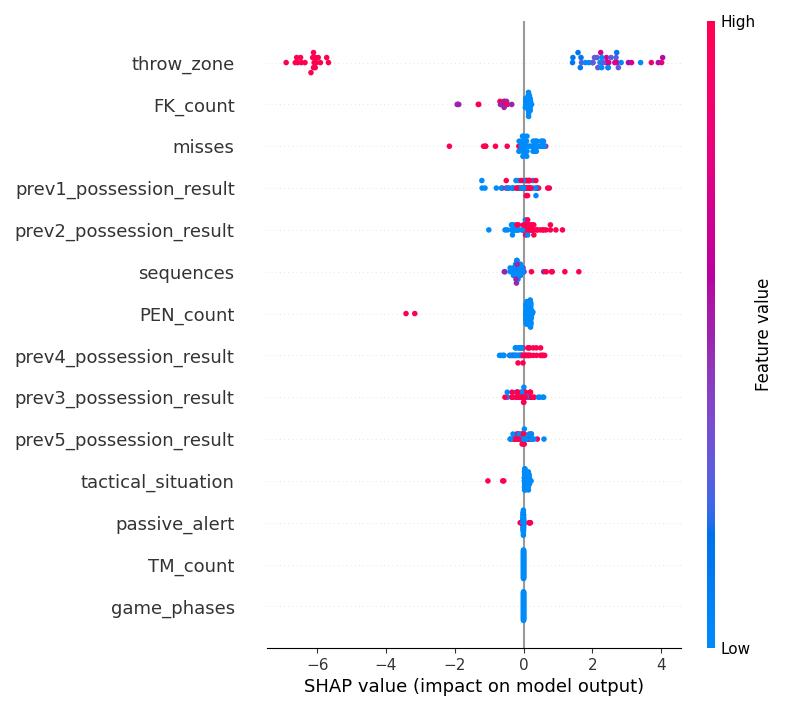 High
throw_zone
FK_count
misses
prev1_possession_result
prev2_possession_result
sequences
PEN_count
prev4_possession_result
prev3_possession_result
prev5_possession_result
tactical_situation
passive_alert
TM_count
game_phases
Feature value
Low
−6 −4 −2 0 2 4
SHAP value (impact on model output)